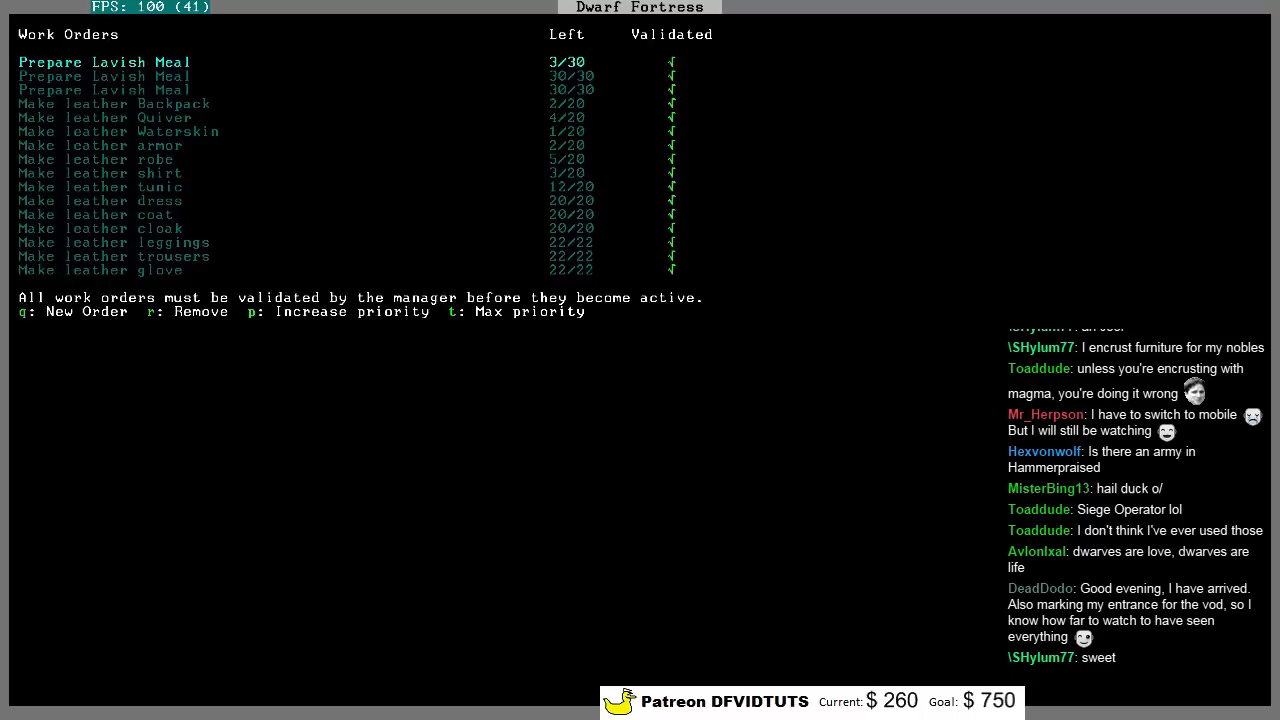 FPS: 100 (41)
Dwarf Fortress
Work Orders Left Validated
Prepare Lavish Meal 3/30 √
Prepare Lavish Meal 30/30 √
Prepare Lavish Meal 30/30 √
Make leather Backpack 2/20 √
Make leather Quiver 4/20 √
Make leather Waterskin 1/20 √
Make leather armor 2/20 √
Make leather robe 5/20 √
Make leather shirt 3/20 √
Make leather tunic 12/20 √
Make leather dress 20/20 √
Make leather coat 20/20 √
Make leather cloak 20/20 √
Make leather leggings 22/22 √
Make leather trousers 22/22 √
Make leather glove 22/22 √
All work orders must be validated by the manager before they become active.
q: New Order r: Remove p: Increase priority t: Max priority
\SHylum77: I encrust furniture for my nobles
Toaddude: unless you're encrusting with
magma, you're doing it wrong
Mr_Herpson: I have to switch to mobile
But I will still be watching
Hexvonwolf: Is there an army in
Hammerpraised
MisterBing13: hail duck o/
Toaddude: Siege Operator lol
Toaddude: I don't think I've ever used those
AvlonIxal: dwarves are love, dwarves are
life
DeadDodo: Good evening, I have arrived.
Also marking my entrance for the vod, so I
know how far to watch to have seen
everything
\SHylum77: sweet
Patreon DFVIDTUTS Current: $ 260 Goal: $ 750